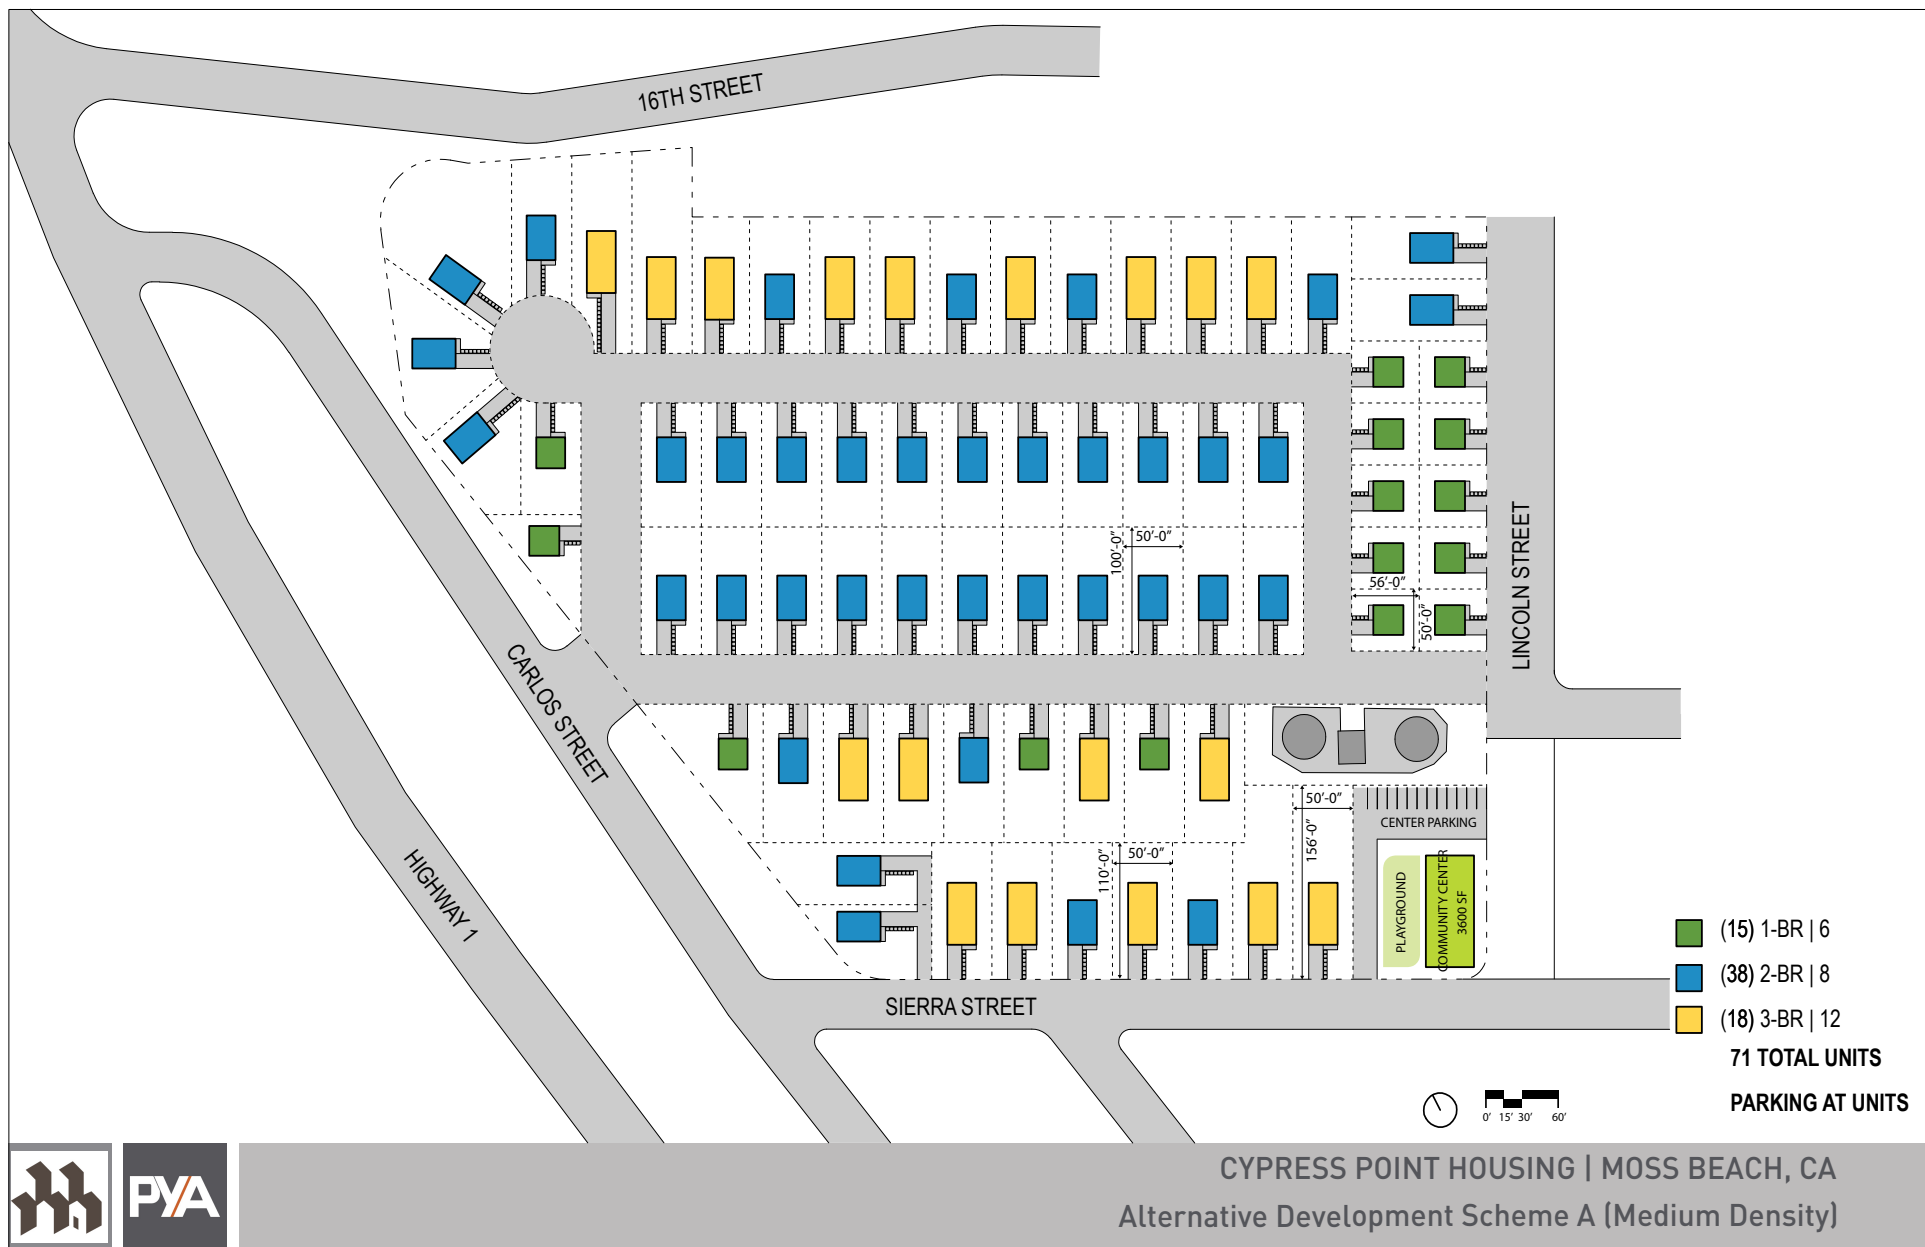 16TH STREET
100'-0"
50'-0"
56'-0"
50'-0"
LINCOLN STREET
CARLOS STREET
HIGHWAY 1
50'-0"
156'-0"
CENTER PARKING
110'-0"
50'-0"
PLAYGROUND
COMMUNITY CENTER
3600 SF
SIERRA STREET
(15) 1-BR | 6
(38) 2-BR | 8
(18) 3-BR | 12
71 TOTAL UNITS
PARKING AT UNITS
0' 15' 30' 60'
PYA
CYPRESS POINT HOUSING | MOSS BEACH, CA
Alternative Development Scheme A (Medium Density)